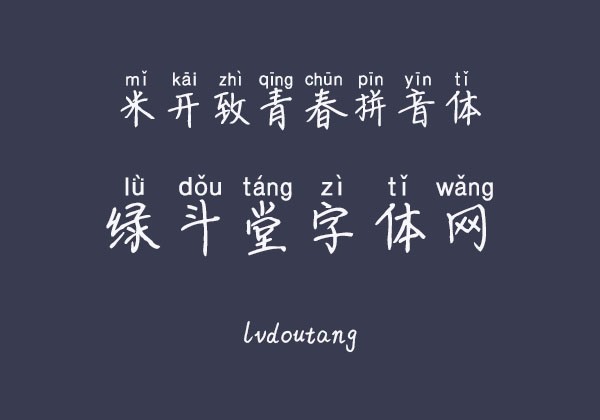 mǐ kāi zhì qīng chūn pīn yīn tǐ
米开致青春拼音体
lǜ dǒu táng zì tǐ wǎng
绿斗堂字体网
lvdoutang